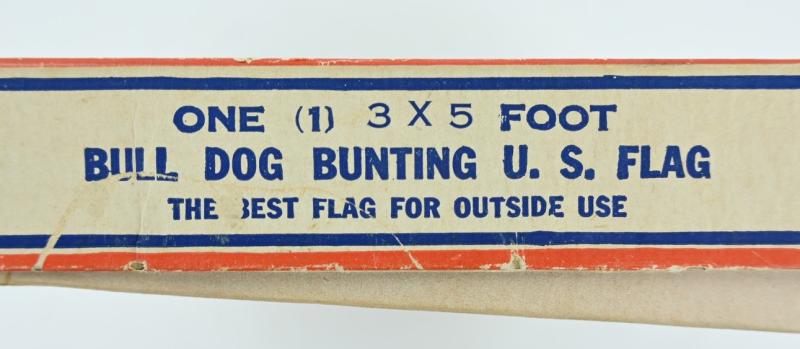 ONE (1) 3 X 5 FOOT
BULL DOG BUNTING U. S. FLAG
THE BEST FLAG FOR OUTSIDE USE